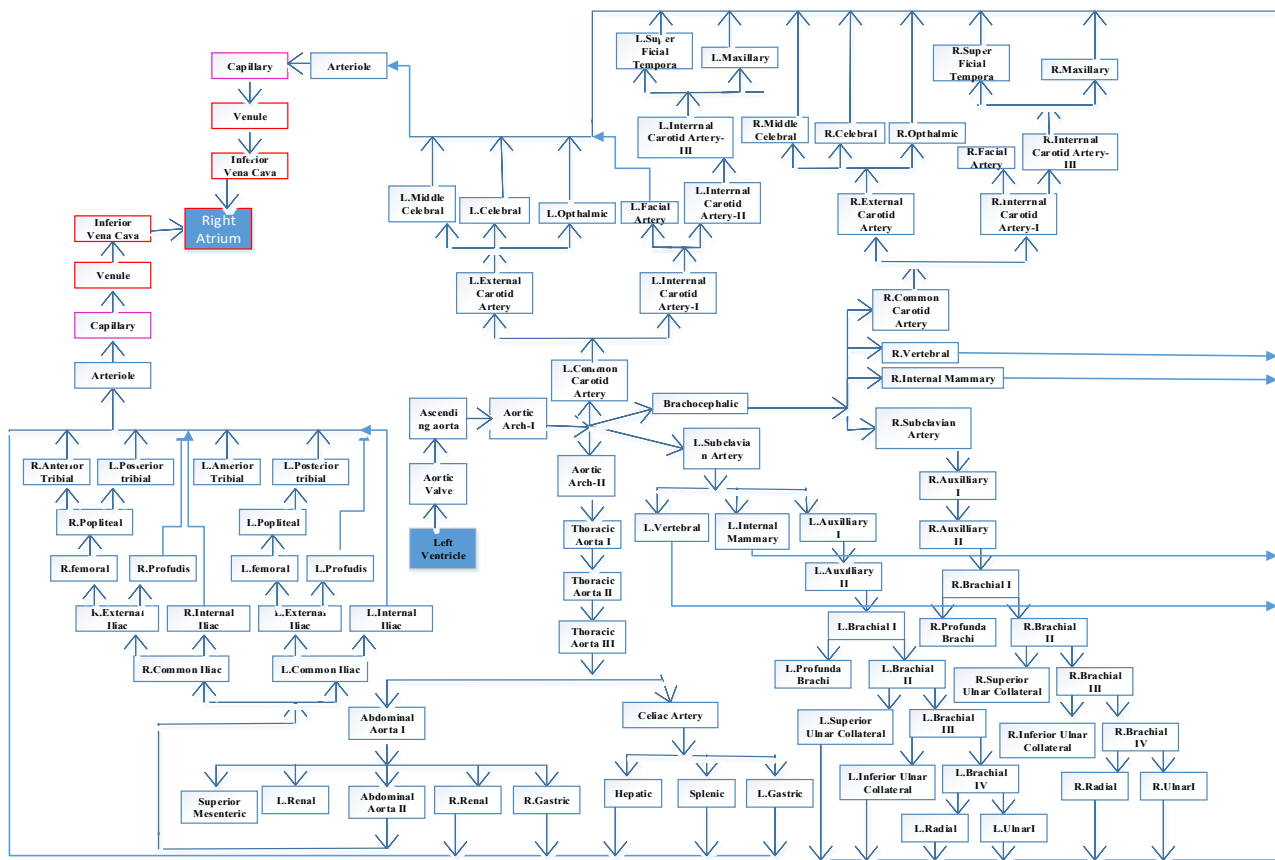 L.Super
Ficial
Tempora
L.Maxillary
R.Super
Ficial
Tempora
R.Maxillary
Capillary
Arteriole
Venule
Inferior
Vena Cava
L.Interrnal
Carotid Artery-
III
R.Middle
Celebral
R.Celebral
R.Opthalmic
R.Facial
Artery
R.Interrnal
Carotid Artery-
III
L.Middle
Celebral
L.Celebral
L.Opthalmic
L.Facial
Artery
L.Interrnal
Carotid
Artery-II
R.External
Carotid
Artery
R.Interrnal
Carotid
Artery-I
Inferior
Vena Cava
Right
Atrium
Venule
Capillary
Arteriole
L.External
Carotid
Artery
L.Interrnal
Carotid
Artery-I
R.Common
Carotid
Artery
R.Vertebral
R.Internal Mammary
L.Common
Carotid
Artery
Brachocephalic
R.Subclavian
Artery
Ascendi
ng aorta
Aortic
Arch-I
L.Subclavia
n Artery
Aortic
Valve
Aortic
Arch-II
R.Auxilliary
I
R.Anterior
Tribial
L.Posterior
tribial
L.Anterior
Tribial
L.Posterior
tribial
R.Popliteal
L.Popliteal
Left
Ventricle
Thoracic
Aorta I
L.Vertebral
L.Internal
Mammary
L.Auxilliary
I
R.Auxilliary
II
R.femoral
R.Profudis
L.femoral
L.Profudis
Thoracic
Aorta II
L.Auxilliary
II
R.Brachial I
R.External
Iliac
R.Internal
Iliac
L.External
Iliac
L.Internal
Iliac
Thoracic
Aorta III
L.Brachial I
R.Profunda
Brachi
R.Brachial
II
R.Common Iliac
L.Common Iliac
L.Profunda
Brachi
L.Brachial
II
R.Superior
Ulnar Collateral
R.Brachial
III
Abdominal
Aorta I
Celiac Artery
L.Superior
Ulnar Collateral
L.Brachial
III
R.Inferior Ulnar
Collateral
R.Brachial
IV
Superior
Mesenteric
L.Renal
Abdominal
Aorta II
R.Renal
R.Gastric
Hepatic
Splenic
L.Gastric
L.Inferior Ulnar
Collateral
L.Brachial
IV
R.Radial
R.UlnarI
L.Radial
L.UlnarI